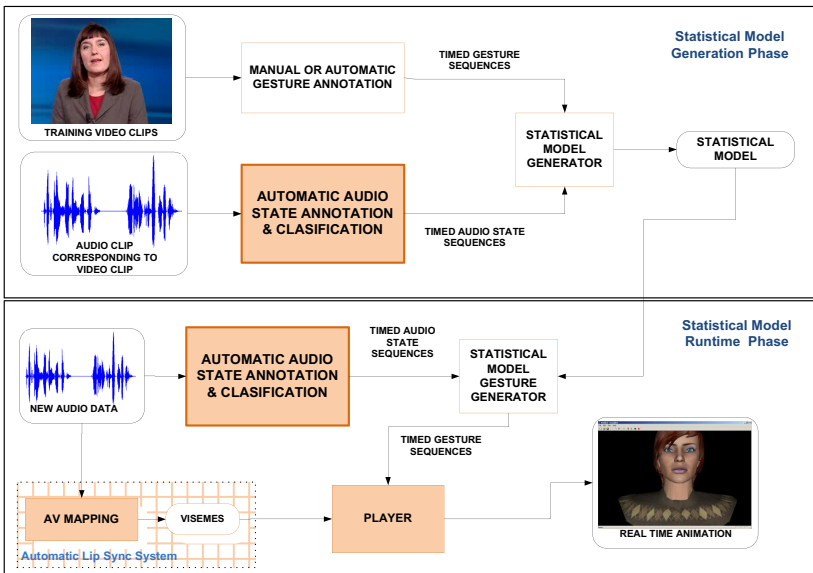 Statistical Model
Generation Phase
TIMED GESTURE
SEQUENCES
MANUAL OR AUTOMATIC
GESTURE ANNOTATION
TRAINING VIDEO CLIPS
STATISTICAL
MODEL
GENERATOR
STATISTICAL
MODEL
AUTOMATIC AUDIO
STATE ANNOTATION
& CLASIFICATION
TIMED AUDIO STATE
SEQUENCES
AUDIO CLIP
CORRESPONDING TO
VIDEO CLIP
Statistical Model
Runtime Phase
TIMED AUDIO
STATE
SEQUENCES
AUTOMATIC AUDIO
STATE ANNOTATION
& CLASIFICATION
STATISTICAL
MODEL
GESTURE
GENERATOR
NEW AUDIO DATA
TIMED GESTURE
SEQUENCES
AV MAPPING
VISEMES
PLAYER
REAL TIME ANIMATION
Automatic Lip Sync System